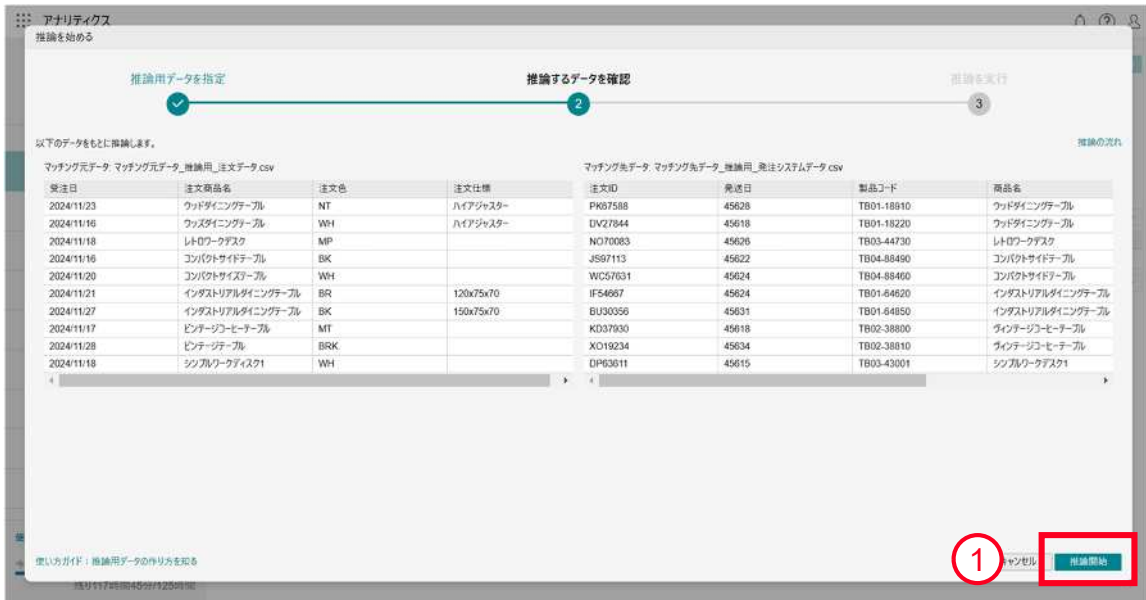 アナリティクス
推論を始める
推論用データを指定 推論するデータを確認 推論を実行
2 3
以下のデータをもとに推論します。 推論の流れ
マッチング元データ: マッチング元データ_推論用_注文データ.csv マッチング先データ: マッチング先データ_推論用_発注システムデータ.csv
受注日 注文商品名 注文色 注文仕様 注文ID 発送日 製品コード 商品名
2024/11/23 ウッドダイニングテーブル NT ハイアジャスター PK67588 45628 TB01-18910 ウッドダイニングテーブル
2024/11/16 ウッズダイニングテーブル WH ハイアジャスター DV27844 45618 TB01-18220 ウッドダイニングテーブル
2024/11/18 レトロワークデスク MP NO70083 45626 TB03-44730 レトロワークデスク
2024/11/16 コンパクトサイドテーブル BK JS97113 45622 TB04-88490 コンパクトサイドテーブル
2024/11/20 コンパクトサイズテーブル WH WC57631 45624 TB04-88460 コンパクトサイドテーブル
2024/11/21 インダストリアルダイニングテーブル BR 120x75x70 IF54667 45624 TB01-64620 インダストリアルダイニングテーブル
2024/11/27 インダストリアルダイニングテーブル BK 150x75x70 BU30356 45631 TB01-64850 インダストリアルダイニングテーブル
2024/11/17 ビンテージコーヒーテーブル MT KD37930 45618 TB02-38800 ヴィンテージコーヒーテーブル
2024/11/28 ビンテージテーブル BRK XO19234 45634 TB02-38810 ヴィンテージコーヒーテーブル
2024/11/18 シンプルワークディスク1 WH DP63611 45615 TB03-43001 シンプルワークデスク1
使い方ガイド：推論用データの作り方を知る 1 キャンセル 推論開始
残り117時間45分/125時間